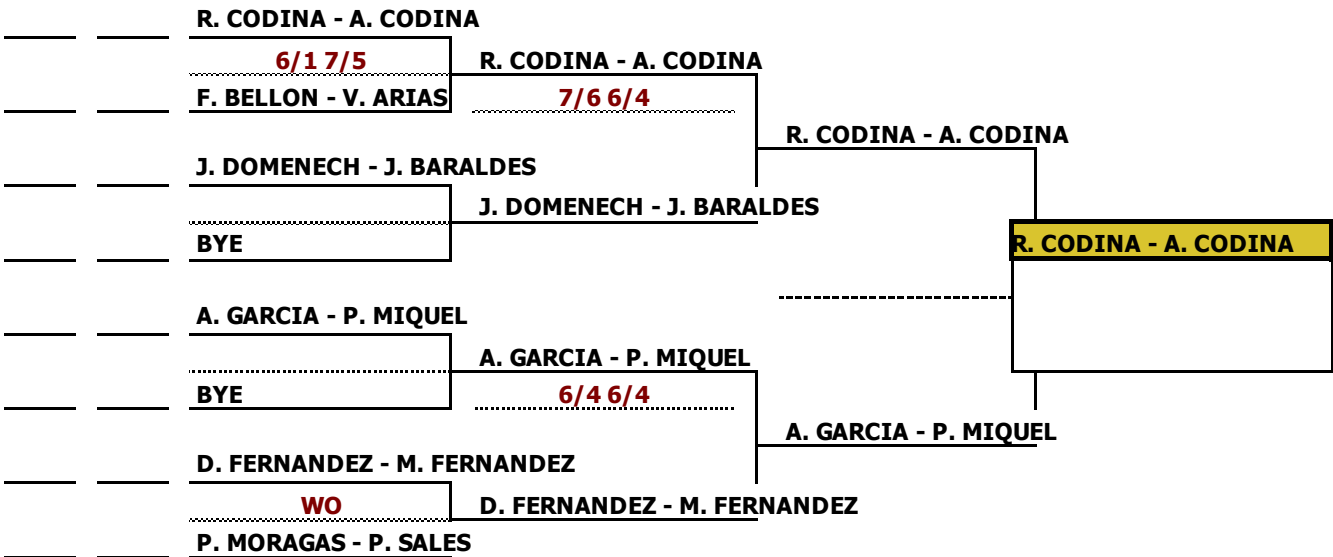 R. CODINA - A. CODINA
6/1 7/5
R. CODINA - A. CODINA
F. BELLON - V. ARIAS
7/6 6/4
R. CODINA - A. CODINA
J. DOMENECH - J. BARALDES
J. DOMENECH - J. BARALDES
BYE
R. CODINA - A. CODINA
A. GARCIA - P. MIQUEL
A. GARCIA - P. MIQUEL
BYE
6/4 6/4
A. GARCIA - P. MIQUEL
D. FERNANDEZ - M. FERNANDEZ
WO
D. FERNANDEZ - M. FERNANDEZ
P. MORAGAS - P. SALES